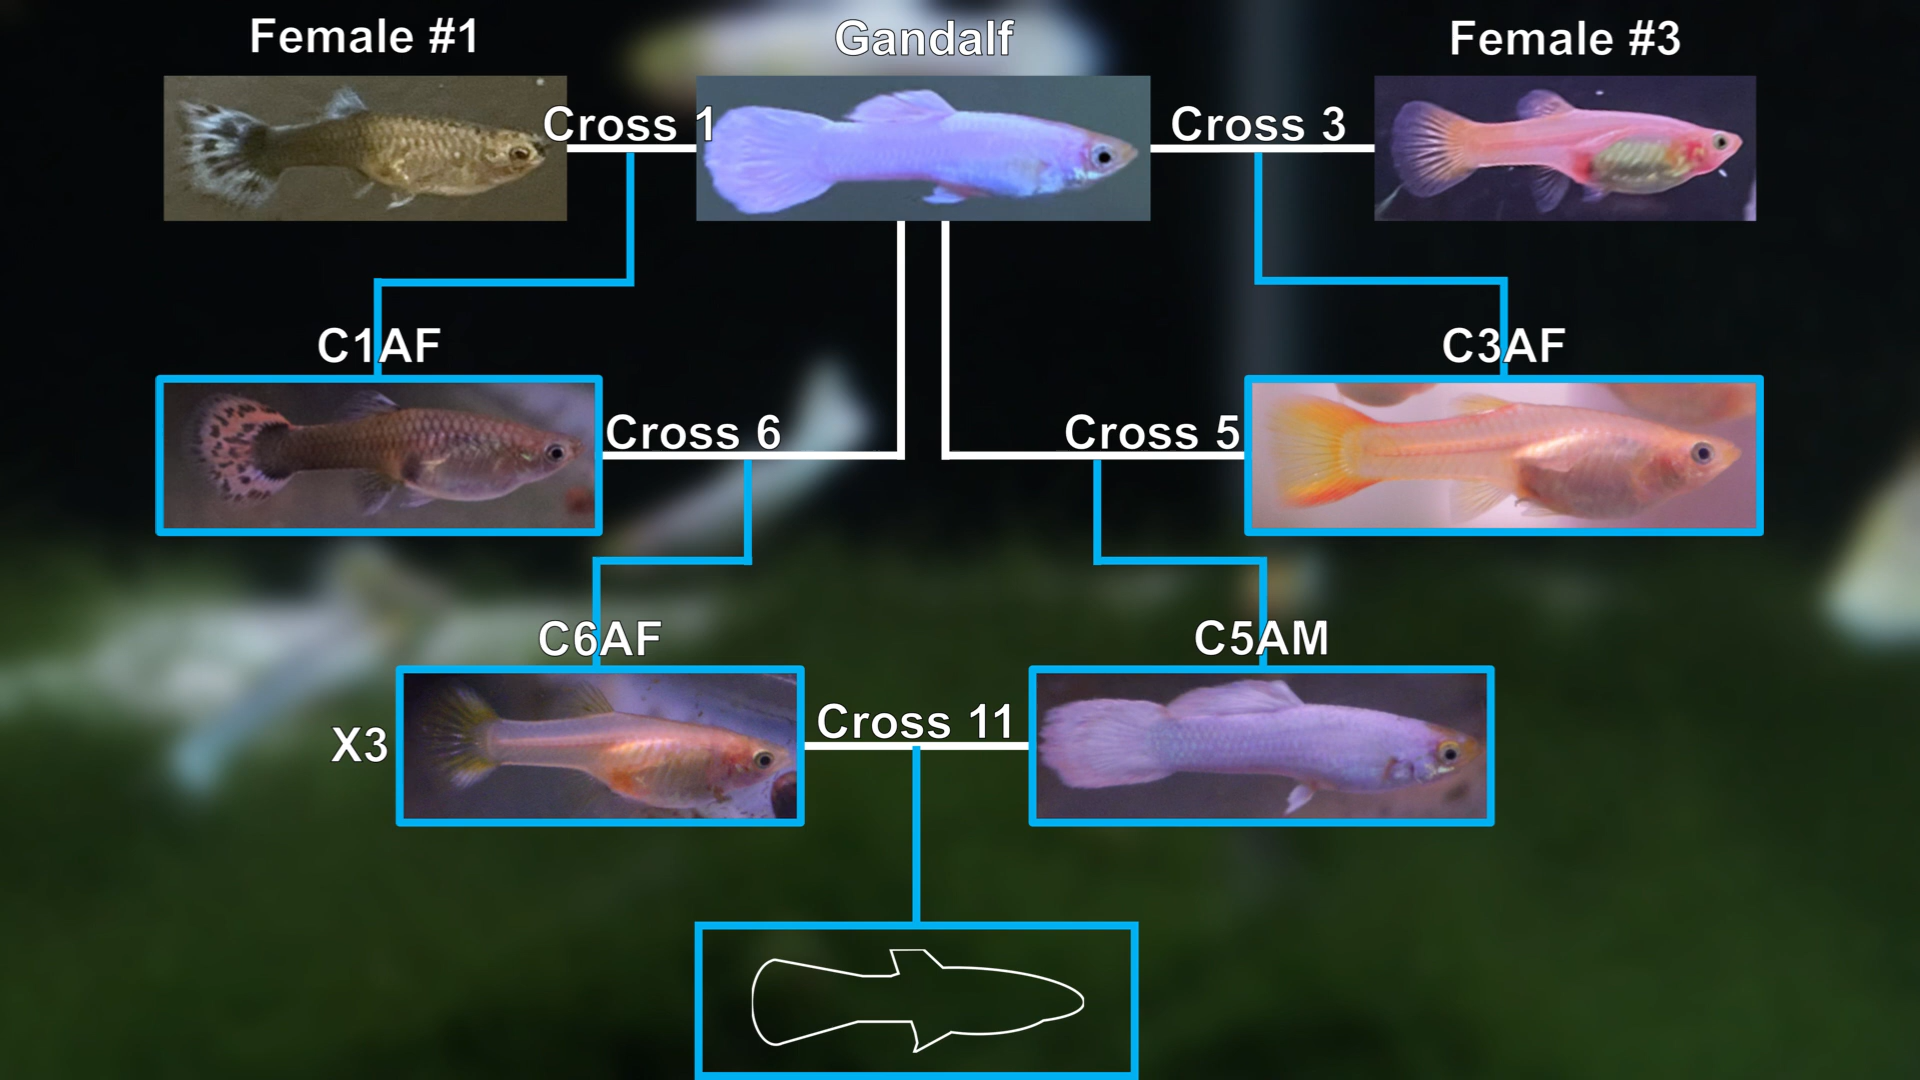 Female #1
Gandalf
Female #3
Cross 1
Cross 3
C1AF
C3AF
Cross 6
Cross 5
C6AF
C5AM
X3
Cross 11